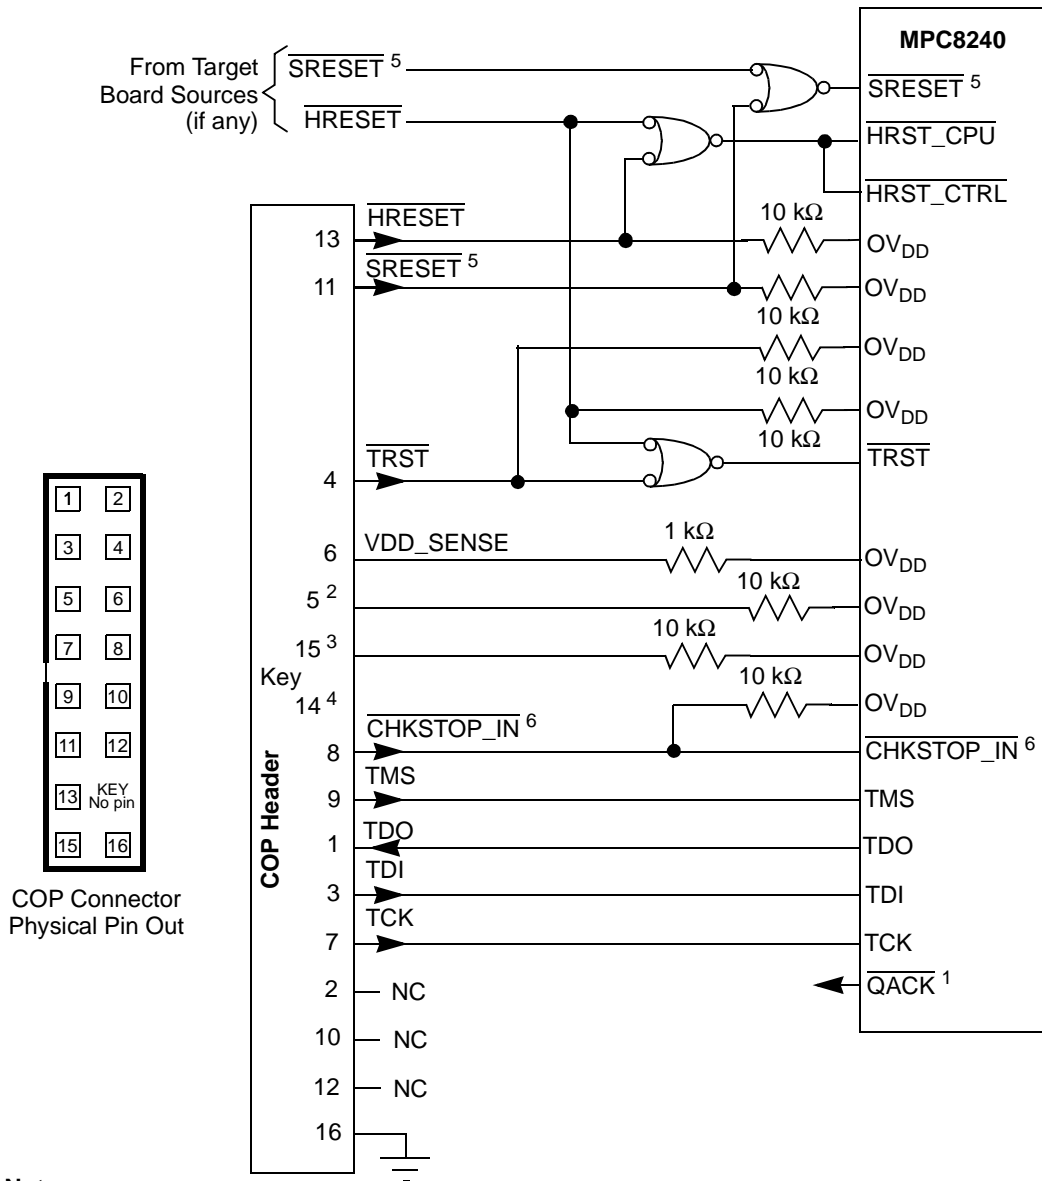 MPC8240
From Target
Board Sources
(if any)
SRESET 5
HRESET
SRESET 5
HRST_CPU
HRST_CTRL
13
HRESET
10 kΩ
OVDD
11
SRESET 5
10 kΩ
OVDD
10 kΩ
OVDD
10 kΩ
OVDD
4
TRST
TRST
6
VDD_SENSE
1 kΩ
OVDD
5 2
10 kΩ
OVDD
15 3
10 kΩ
OVDD
Key
14 4
10 kΩ
OVDD
8
CHKSTOP_IN 6
CHKSTOP_IN 6
9
TMS
TMS
1
TDO
TDO
3
TDI
TDI
7
TCK
TCK
QACK 1
2
NC
10
NC
12
NC
16
COP Header
1 2
3 4
5 6
7 8
9 10
11 12
13 KEY
No pin
15 16
COP Connector
Physical Pin Out